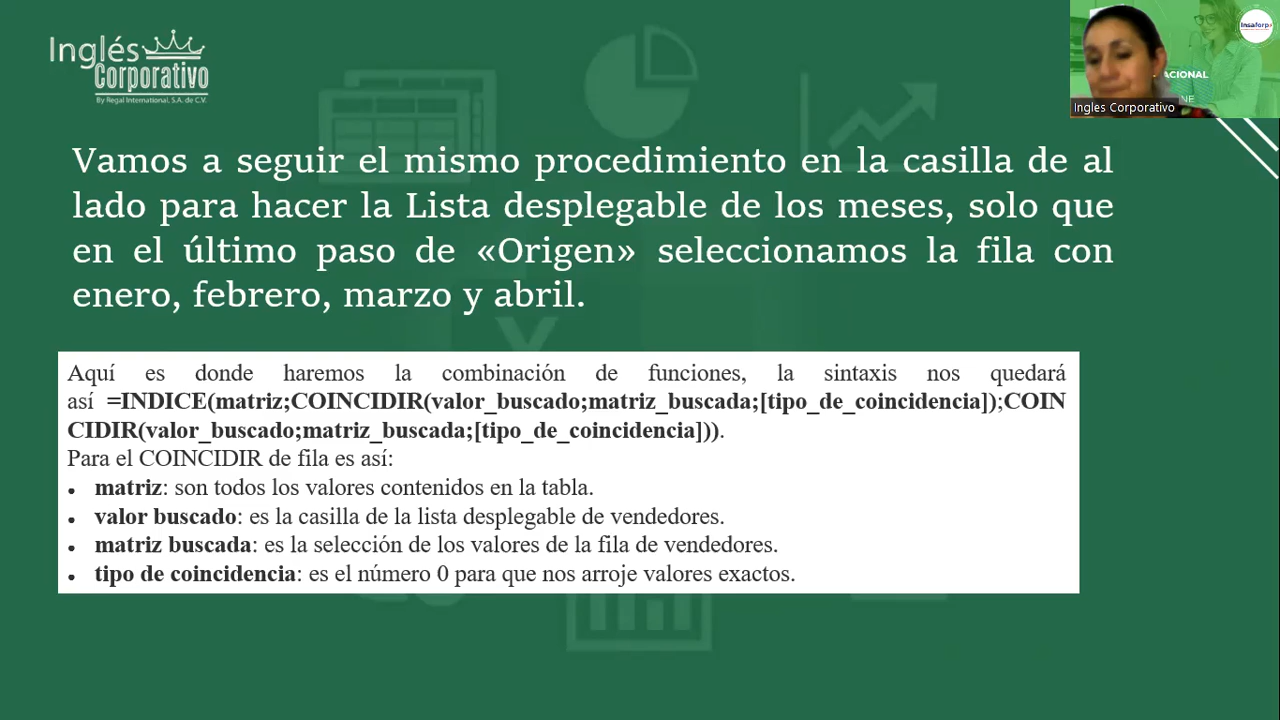 Inglés
Corporativo
By Regal International, S.A. de C.V.
Insaforp
ACIONAL
NE
Ingles Corporativo
Vamos a seguir el mismo procedimiento en la casilla de al
lado para hacer la Lista desplegable de los meses, solo que
en el último paso de «Origen» seleccionamos la fila con
enero, febrero, marzo y abril.
Aquí es donde haremos la combinación de funciones, la sintaxis nos quedará
así =INDICE(matriz;COINCIDIR(valor_buscado;matriz_buscada;[tipo_de_coincidencia]);COIN
CIDIR(valor_buscado;matriz_buscada;[tipo_de_coincidencia])).
Para el COINCIDIR de fila es así:
• matriz: son todos los valores contenidos en la tabla.
• valor buscado: es la casilla de la lista desplegable de vendedores.
• matriz buscada: es la selección de los valores de la fila de vendedores.
• tipo de coincidencia: es el número 0 para que nos arroje valores exactos.